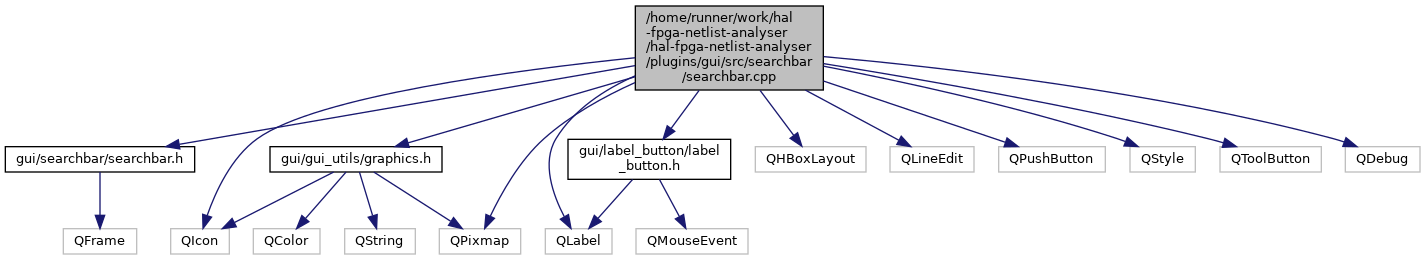 /home/runner/work/hal
-fpga-netlist-analyser
/hal-fpga-netlist-analyser
/plugins/gui/src/searchbar
/searchbar.cpp
gui/searchbar/searchbar.h
gui/gui_utils/graphics.h
gui/label_button/label
_button.h
QHBoxLayout
QLineEdit
QPushButton
QStyle
QToolButton
QDebug
QFrame
QIcon
QColor
QString
QPixmap
QLabel
QMouseEvent